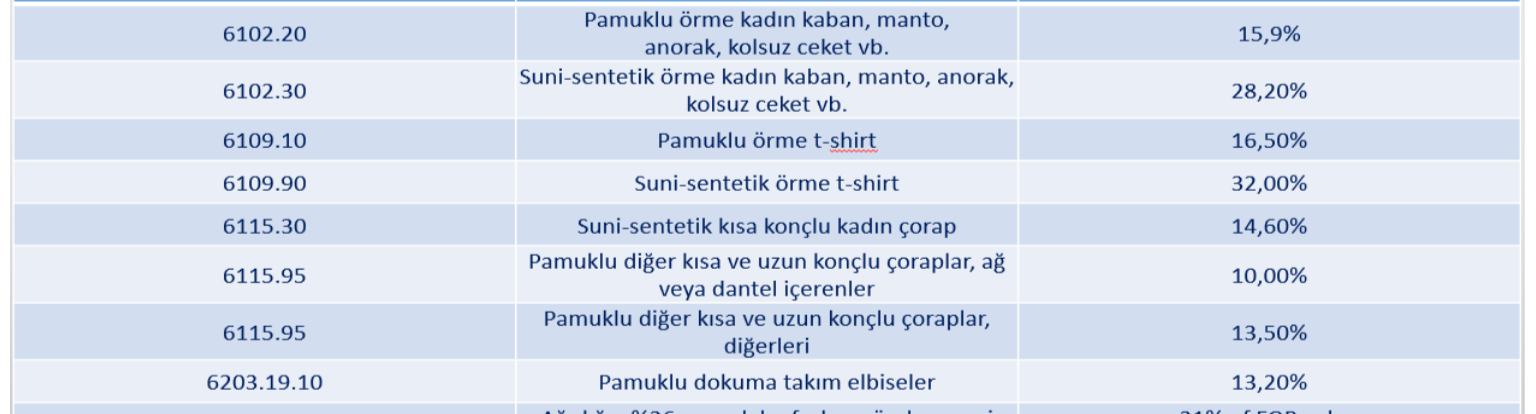 6102.20
Pamuklu örme kadın kaban, manto,
anorak, kolsuz ceket vb.
15,9%
6102.30
Suni-sentetik örme kadın kaban, manto, anorak,
kolsuz ceket vb.
28,20%
6109.10
Pamuklu örme t-shirt
16,50%
6109.90
Suni-sentetik örme t-shirt
32,00%
6115.30
Suni-sentetik kısa konçlu kadın çorap
14,60%
6115.95
Pamuklu diğer kısa ve uzun konçlu çoraplar, ağ
veya dantel içerenler
10,00%
6115.95
Pamuklu diğer kısa ve uzun konçlu çoraplar,
diğerleri
13,50%
6203.19.10
Pamuklu dokuma takım elbiseler
13,20%